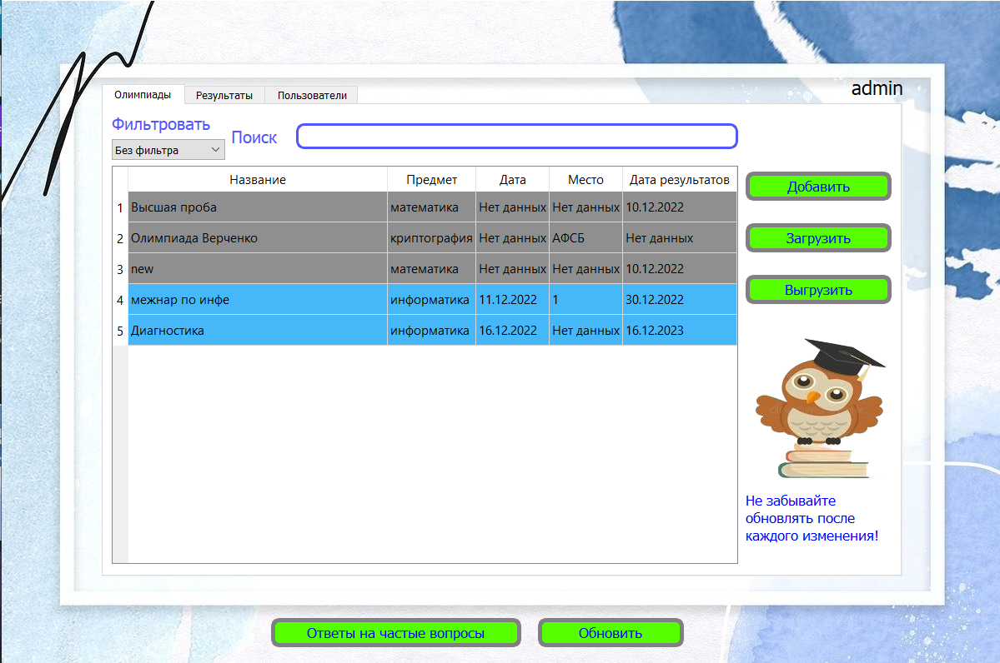 admin
Олимпиады Результаты Пользователи
Фильтровать
Поиск
Без фильтра
Название Предмет Дата Место Дата результатов
1 Высшая проба математика Нет данных Нет данных 10.12.2022
2 Олимпиада Верченко криптография Нет данных АФСБ Нет данных
3 new математика Нет данных Нет данных 10.12.2022
4 межнар по инфе информатика 11.12.2022 1 30.12.2022
5 Диагностика информатика 16.12.2022 Нет данных 16.12.2023
Добавить
Загрузить
Выгрузить
Не забывайте
обновлять после
каждого изменения!
Ответы на частые вопросы Обновить